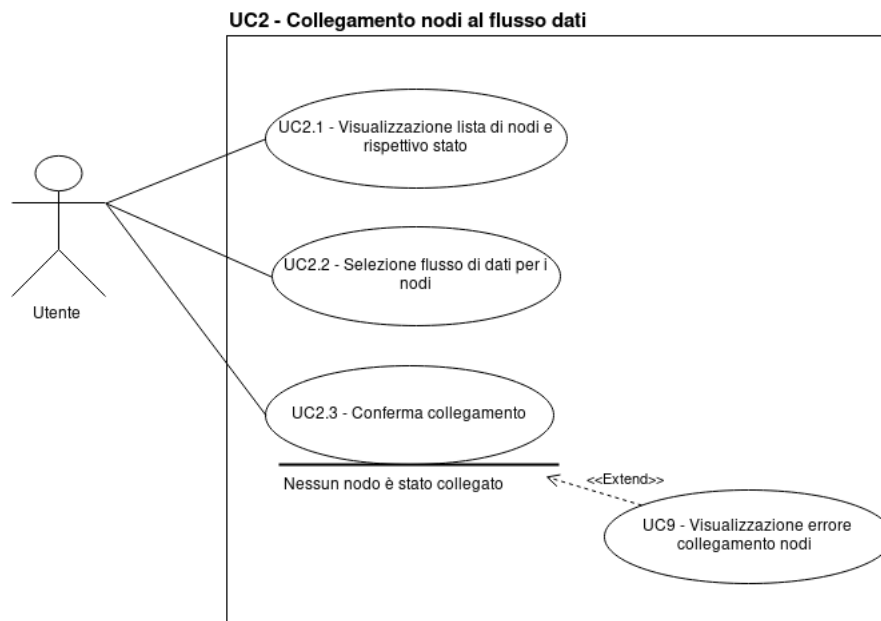 UC2 - Collegamento nodi al flusso dati
UC2.1 - Visualizzazione lista di nodi e
rispettivo stato
UC2.2 - Selezione flusso di dati per i
nodi
Utente
UC2.3 - Conferma collegamento
Nessun nodo è stato collegato
<<Extend>>
UC9 - Visualizzazione errore
collegamento nodi